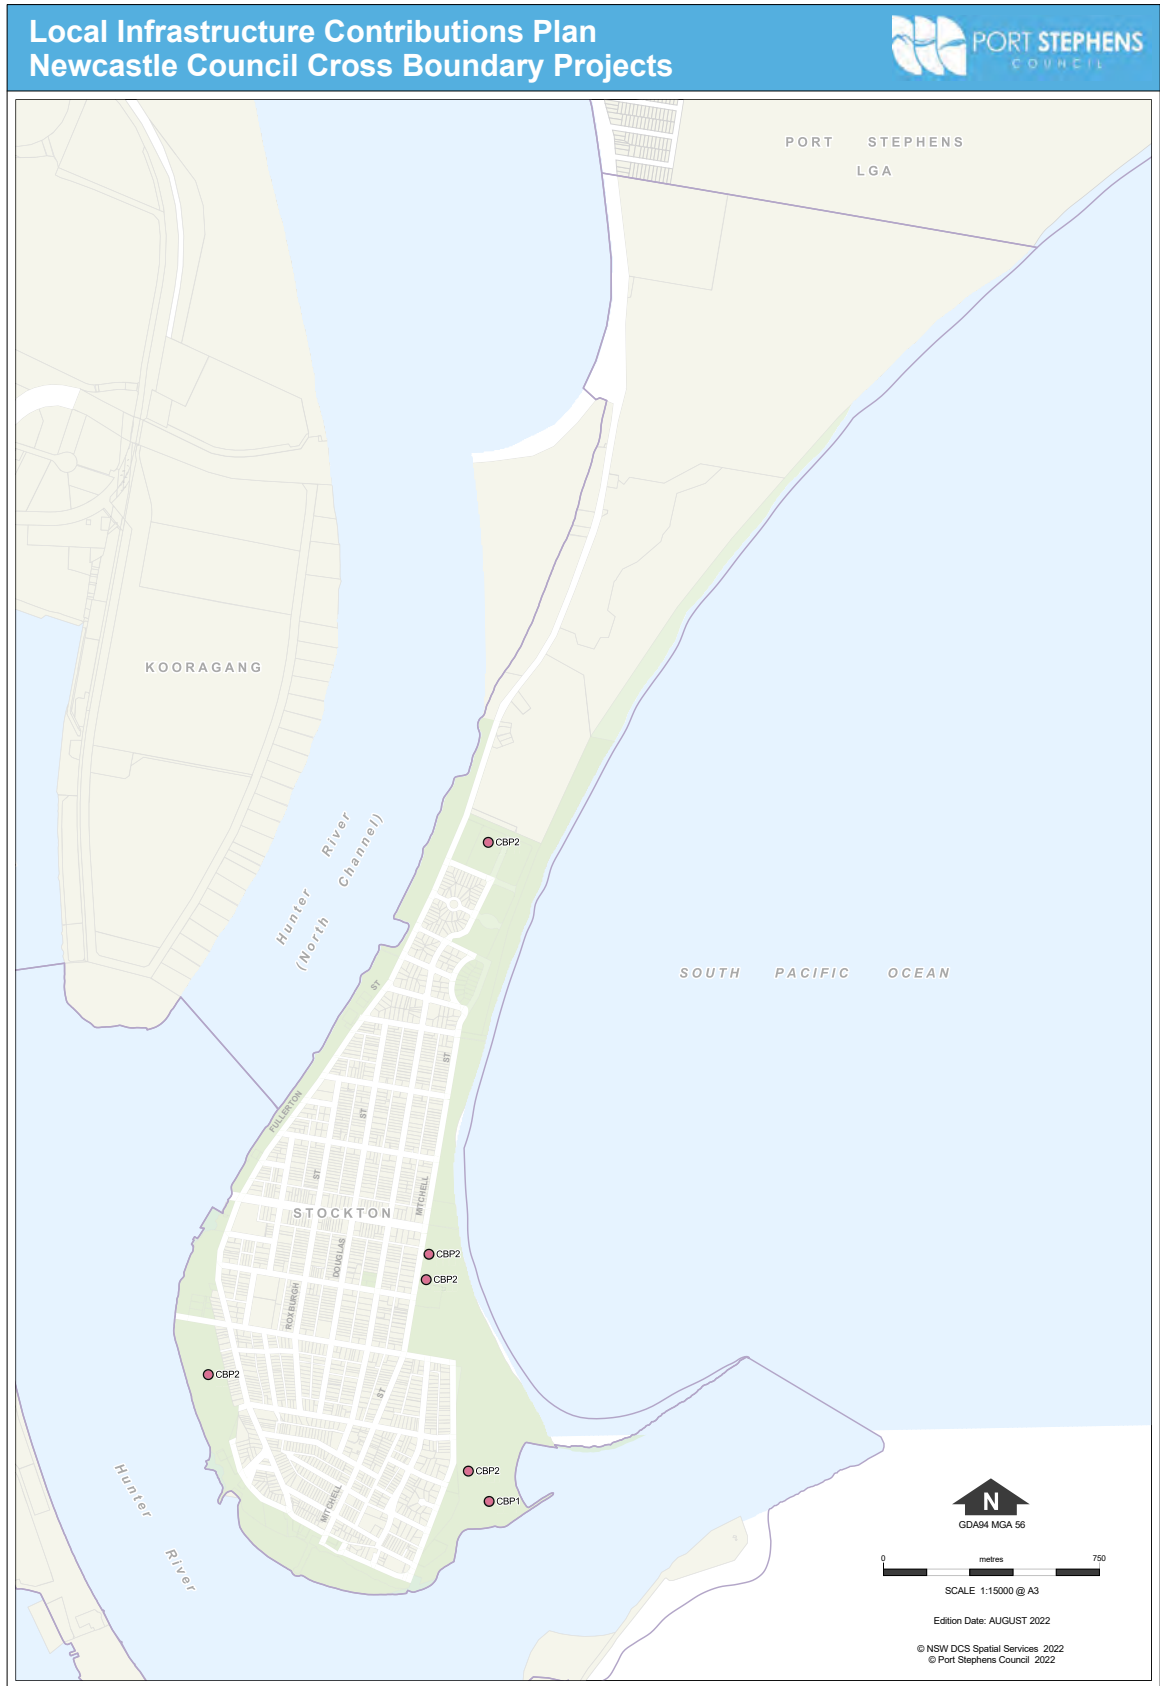 Local Infrastructure Contributions Plan
Newcastle Council Cross Boundary Projects
PORT STEPHENS
COUNCIL
PORT STEPHENS
LGA
KOORAGANG
Hunter River
(North Channel)
CBP2
SOUTH PACIFIC OCEAN
ST
ST
FULLERTON
ST
ST
MITCHELL
STOCKTON
DOUGLAS
CBP2
CBP2
ROXBURGH
CBP2
ST
CBP2
CBP1
MITCHELL
Hunter River
N
GDA94 MGA 56
0 metres 750
SCALE 1:15000 @ A3
Edition Date: AUGUST 2022
© NSW DCS Spatial Services 2022
© Port Stephens Council 2022